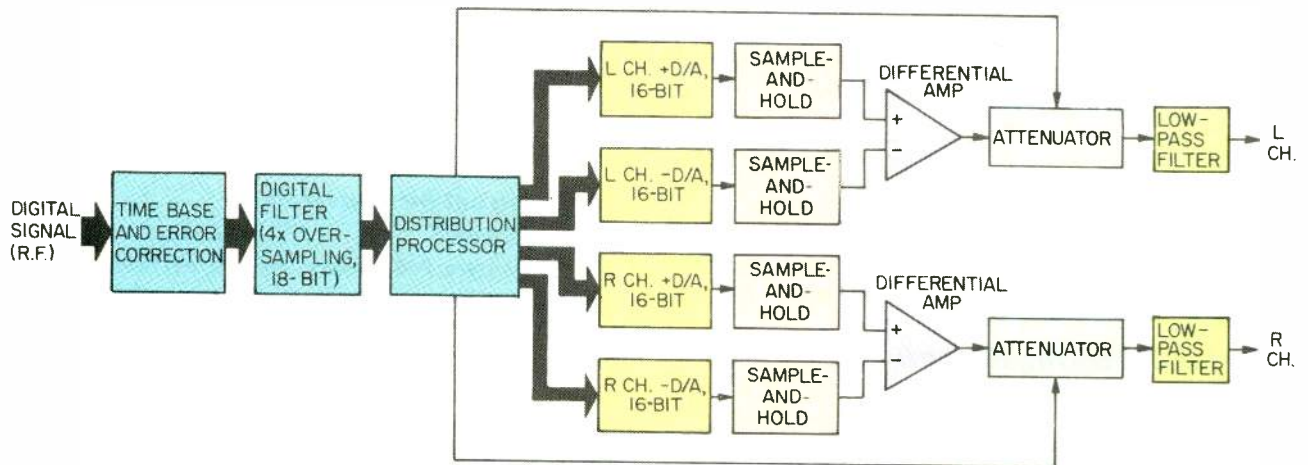 DIGITAL
SIGNAL
(R.F.)
TIME BASE
AND ERROR
CORRECTION
DIGITAL
FILTER
(4x OVER-
SAMPLING,
18-BIT)
DISTRIBUTION
PROCESSOR
L CH. +D/A,
16-BIT
SAMPLE-
AND-
HOLD
DIFFERENTIAL
AMP
+
−
ATTENUATOR
LOW-
PASS
FILTER
L
CH.
L CH. −D/A,
16-BIT
SAMPLE-
AND-
HOLD
R CH. +D/A,
16-BIT
SAMPLE-
AND-
HOLD
DIFFERENTIAL
AMP
+
−
ATTENUATOR
LOW-
PASS
FILTER
R
CH.
R CH. −D/A,
16-BIT
SAMPLE-
AND-
HOLD